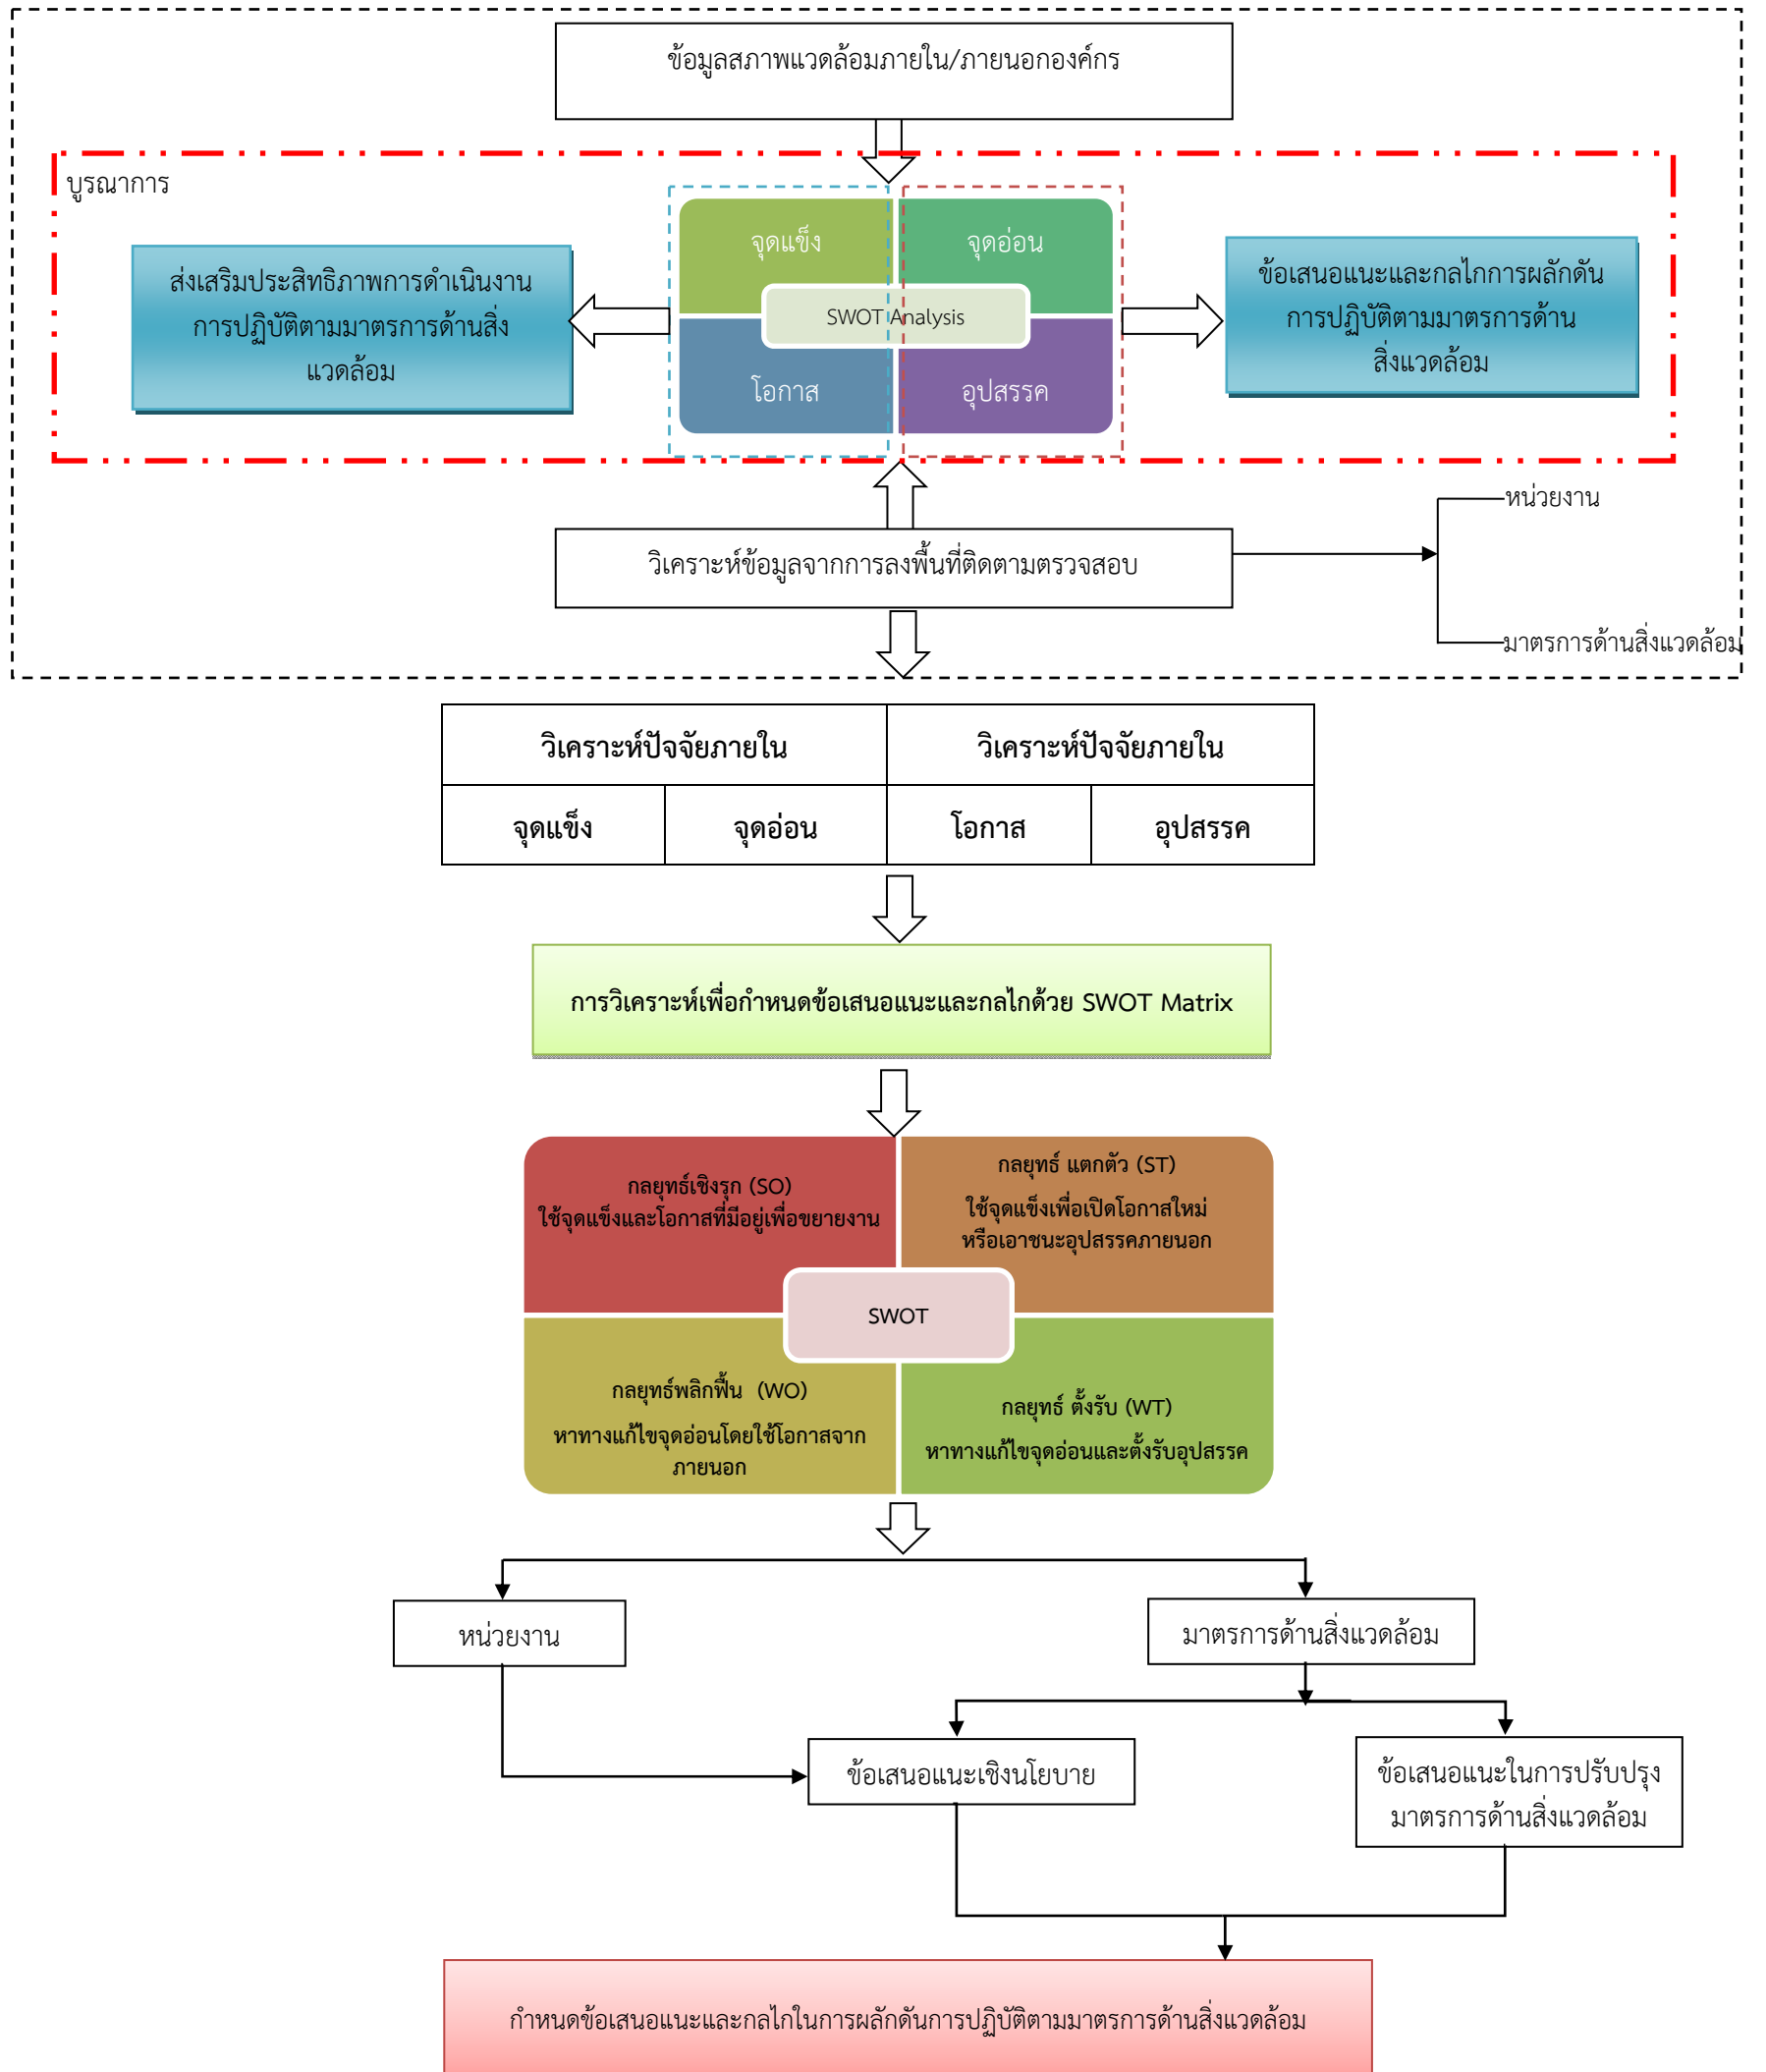 ข้อมูลสภาพแวดล้อมภายใน/ภายนอกองค์กร
บูรณาการ
จุดแข็ง
จุดอ่อน
ส่งเสริมประสิทธิภาพการดำเนินงาน
การปฏิบัติตามมาตรการด้านสิ่ง
แวดล้อม
SWOT Analysis
ข้อเสนอแนะและกลไกการผลักดัน
การปฏิบัติตามมาตรการด้าน
สิ่งแวดล้อม
โอกาส
อุปสรรค
หน่วยงาน
วิเคราะห์ข้อมูลจากการลงพื้นที่ติดตามตรวจสอบ
มาตรการด้านสิ่งแวดล้อม
วิเคราะห์ปัจจัยภายใน
วิเคราะห์ปัจจัยภายใน
จุดแข็ง
จุดอ่อน
โอกาส
อุปสรรค
การวิเคราะห์เพื่อกำหนดข้อเสนอแนะและกลไกด้วย SWOT Matrix
กลยุทธ์เชิงรุก (SO)
ใช้จุดแข็งและโอกาสที่มีอยู่เพื่อขยายงาน
กลยุทธ์ แตกตัว (ST)
ใช้จุดแข็งเพื่อเปิดโอกาสใหม่
หรือเอาชนะอุปสรรคภายนอก
SWOT
กลยุทธ์พลิกฟื้น (WO)
หาทางแก้ไขจุดอ่อนโดยใช้โอกาสจาก
ภายนอก
กลยุทธ์ ตั้งรับ (WT)
หาทางแก้ไขจุดอ่อนและตั้งรับอุปสรรค
หน่วยงาน
มาตรการด้านสิ่งแวดล้อม
ข้อเสนอแนะเชิงนโยบาย
ข้อเสนอแนะในการปรับปรุง
มาตรการด้านสิ่งแวดล้อม
กำหนดข้อเสนอแนะและกลไกในการผลักดันการปฏิบัติตามมาตรการด้านสิ่งแวดล้อม